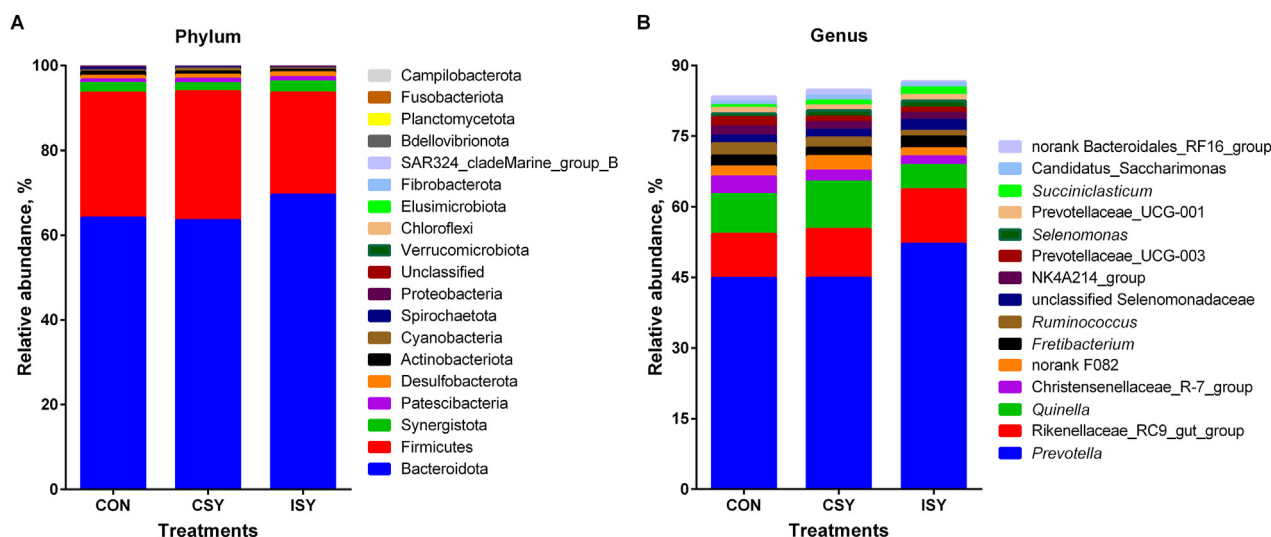 A
Phylum
Relative abundance, %
100
80
60
40
20
0
CON
CSY
ISY
Treatments
Campilobacterota
Fusobacteriota
Planctomycetota
Bdellovibrionota
SAR324_cladeMarine_group_B
Fibrobacterota
Elusimicrobiota
Chloroflexi
Verrucomicrobiota
Unclassified
Proteobacteria
Spirochaetota
Cyanobacteria
Actinobacteriota
Desulfobacterota
Patescibacteria
Synergistota
Firmicutes
Bacteroidota
B
Genus
Relative abundance, %
90
75
60
45
30
15
0
CON
CSY
ISY
Treatments
norank Bacteroidales_RF16_group
Candidatus_Saccharimonas
Succiniclasticum
Prevotellaceae_UCG-001
Selenomonas
Prevotellaceae_UCG-003
NK4A214_group
unclassified Selenomonadaceae
Ruminococcus
Fretibacterium
norank F082
Christensenellaceae_R-7_group
Quinella
Rikenellaceae_RC9_gut_group
Prevotella